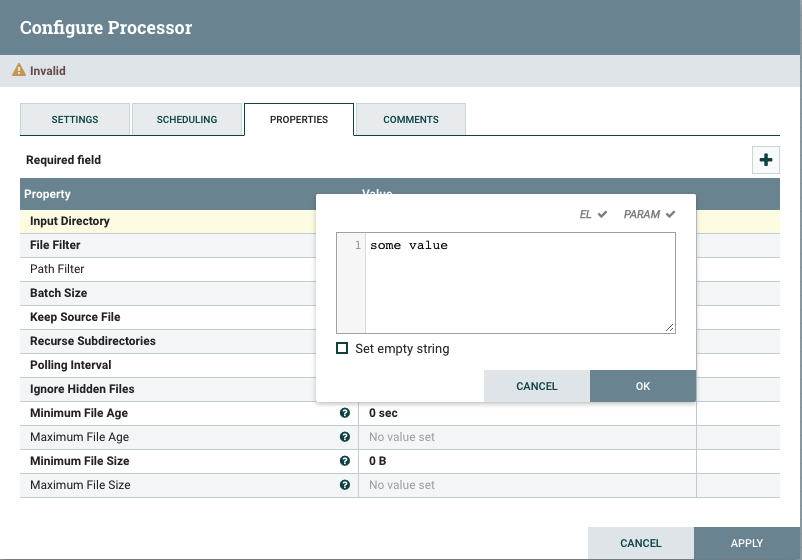 Configure Processor
Invalid
SETTINGS SCHEDULING PROPERTIES COMMENTS
Required field
Property Value
EL PARAM
Input Directory
1 some value
File Filter
Path Filter
Batch Size
Keep Source File
Recurse Subdirectories
Set empty string
Polling Interval
CANCEL OK
Ignore Hidden Files
Minimum File Age 0 sec
Maximum File Age No value set
Minimum File Size 0 B
Maximum File Size No value set
CANCEL APPLY